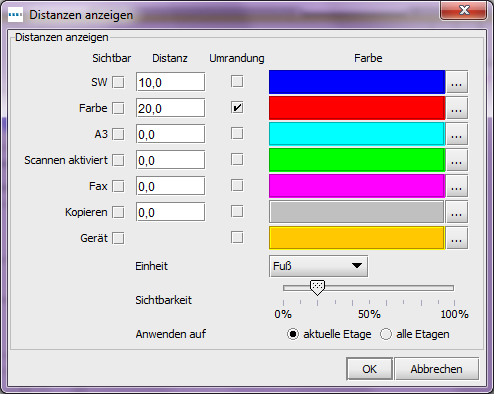 Distanzen anzeigen
Distanzen anzeigen
Sichtbar Distanz Umrandung Farbe
SW 10,0 ...
Farbe 20,0 ...
A3 0,0 ...
Scannen aktiviert 0,0 ...
Fax 0,0 ...
Kopieren 0,0 ...
Gerät ...
Einheit Fuß
Sichtbarkeit
0% 50% 100%
Anwenden auf aktuelle Etage alle Etagen
OK Abbrechen